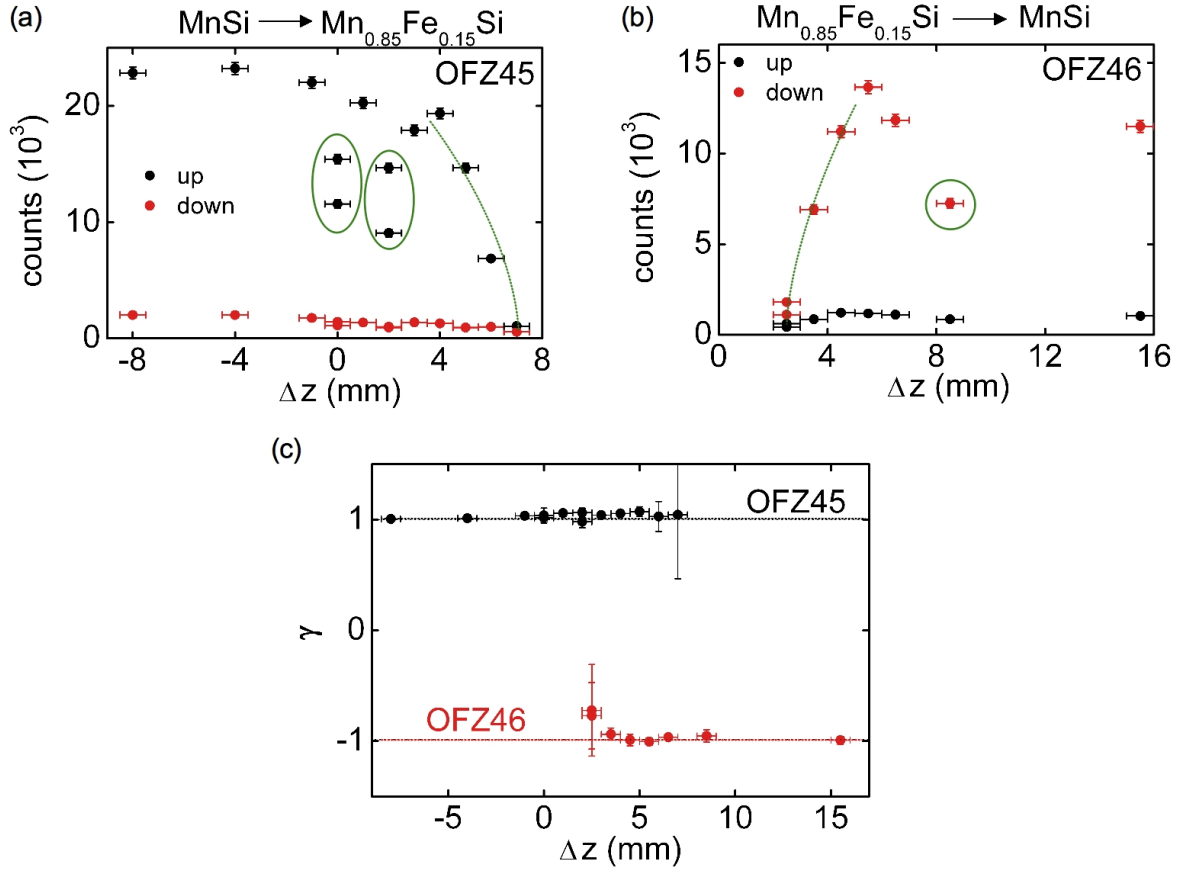 (a)
MnSi → Mn0.85Fe0.15Si
OFZ45
up
down
counts (10³)
0
10
20
-8
-4
0
4
8
Δz (mm)
(b)
Mn0.85Fe0.15Si → MnSi
OFZ46
up
down
counts (10³)
15
10
5
0
0
4
8
12
16
Δz (mm)
(c)
OFZ45
OFZ46
γ
1
0
-1
-5
0
5
10
15
Δz (mm)